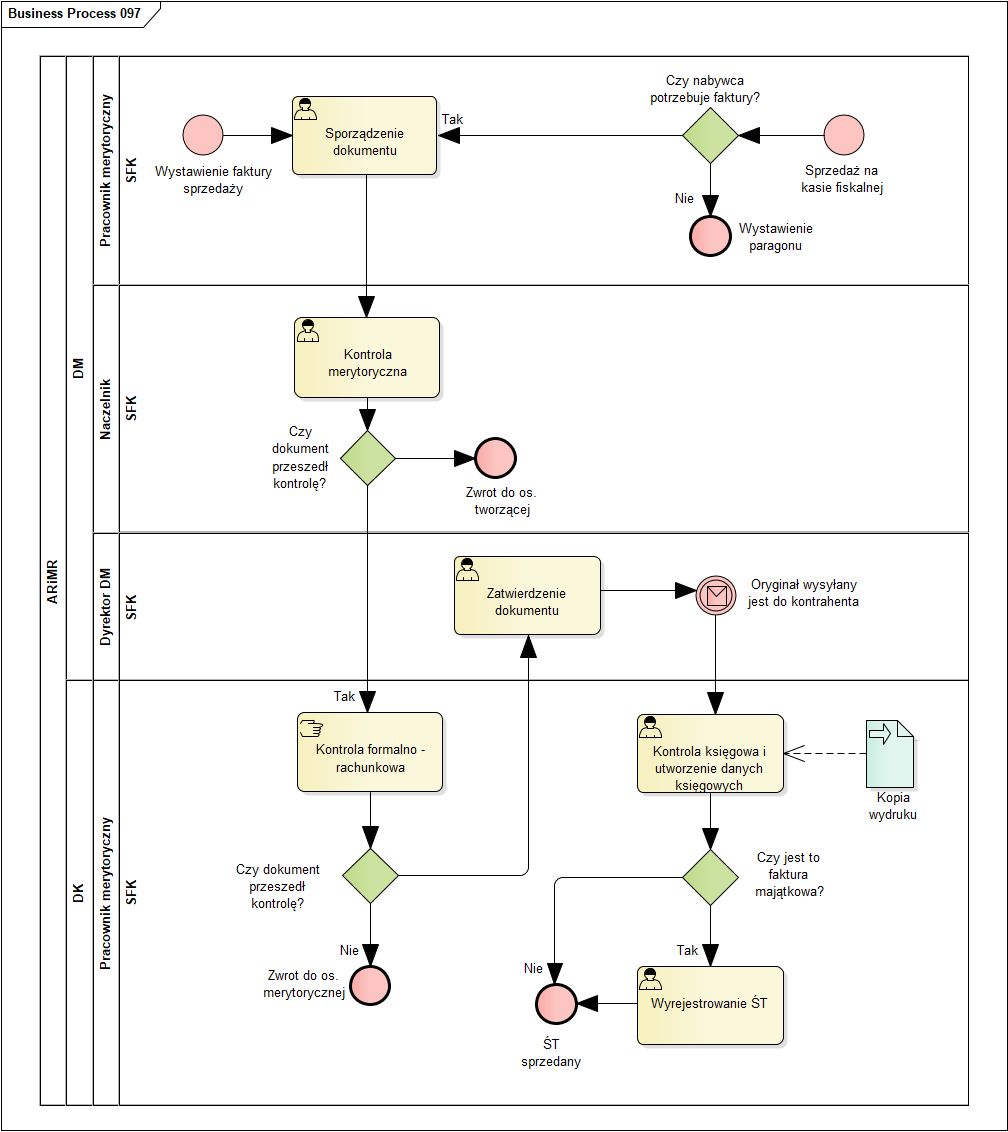 Business Process 097
ARiMR
DM
Pracownik merytoryczny
SFK
Wystawienie faktury
sprzedaży
Sporządzenie
dokumentu
Tak
Czy nabywca
potrzebuje faktury?
Sprzedaż na
kasie fiskalnej
Nie
Wystawienie
paragonu
Naczelnik
SFK
Kontrola
merytoryczna
Czy
dokument
przeszedł
kontrolę?
Zwrot do os.
tworzącej
Dyrektor DM
SFK
Zatwierdzenie
dokumentu
Oryginał wysyłany
jest do kontrahenta
DK
Pracownik merytoryczny
SFK
Tak
Kontrola formalno -
rachunkowa
Kontrola księgowa i
utworzenie danych
księgowych
Kopia
wydruku
Czy dokument
przeszedł
kontrolę?
Czy jest to
faktura
majątkowa?
Nie
Zwrot do os.
merytorycznej
Nie
Tak
Wyrejestrowanie ŚT
ŚT
sprzedany